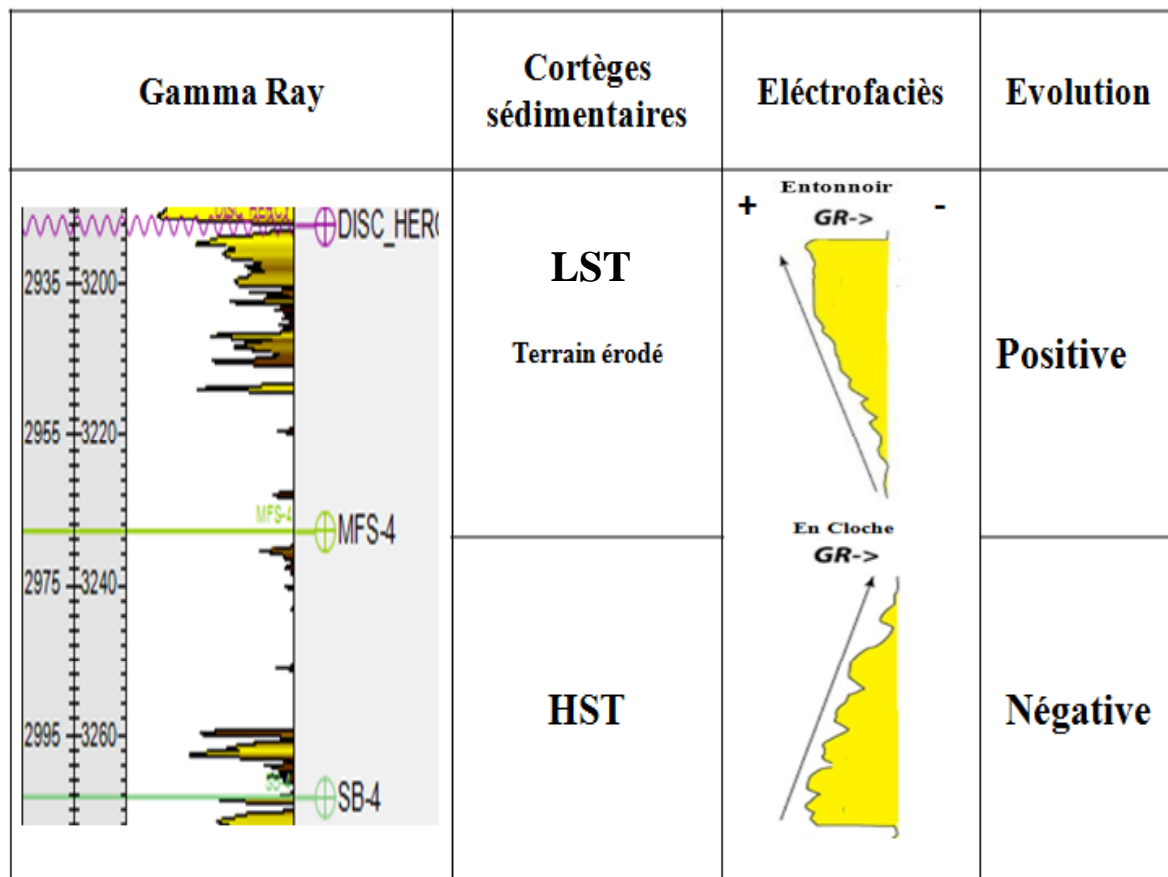 Gamma Ray
Cortèges
sédimentaires
Eléctrofaciès
Evolution
DISC_HERC
2935
3200
2955
3220
MFS-4
MFS-4
2975
3240
2995
3260
SB-4
LST
Terrain érodé
Entonnoir
+
GR->
-
Positive
En Cloche
GR->
HST
Négative